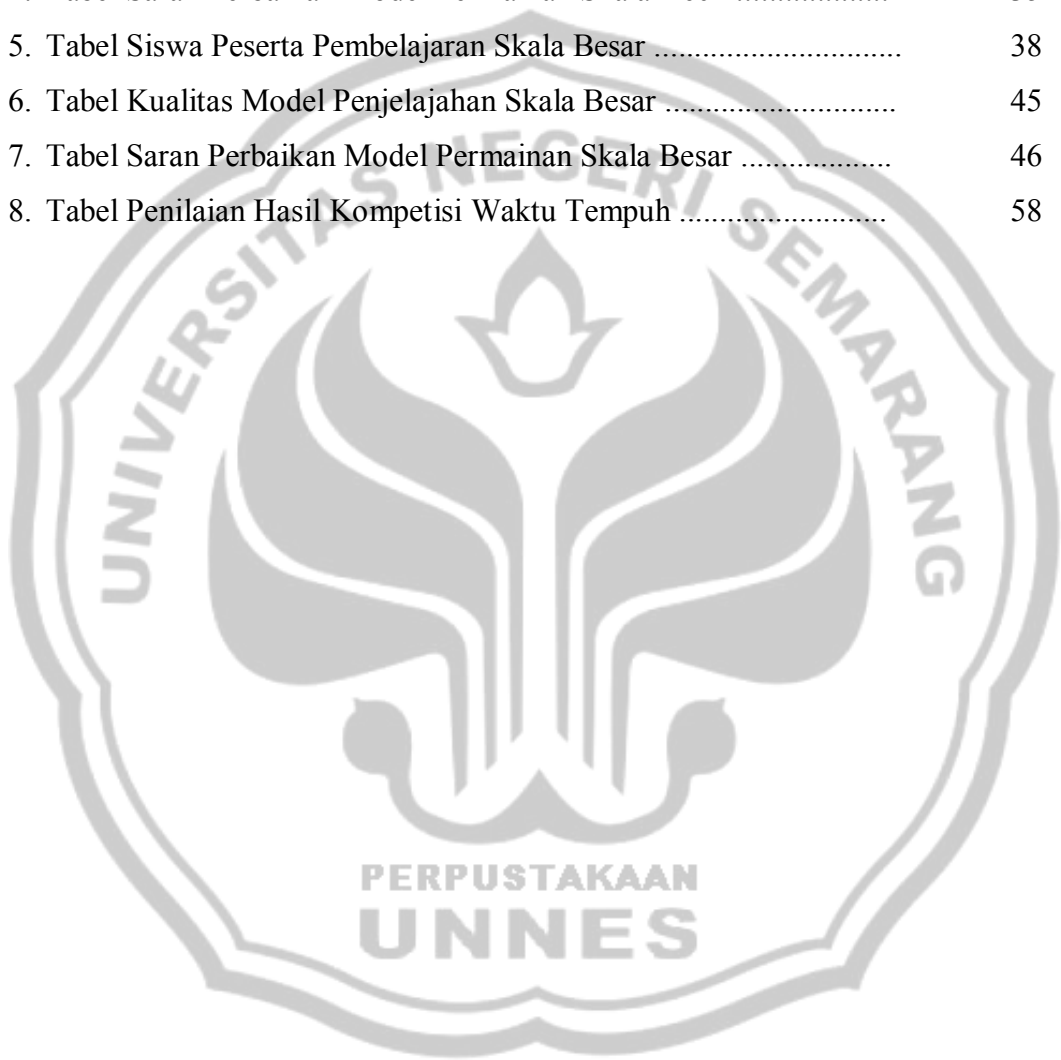 5. Tabel Siswa Peserta Pembelajaran Skala Besar ............................... 38
6. Tabel Kualitas Model Penjelajahan Skala Besar ............................. 45
7. Tabel Saran Perbaikan Model Permainan Skala Besar ................... 46
8. Tabel Penilaian Hasil Kompetisi Waktu Tempuh .......................... 58
UNIVERSITAS NEGERI SEMARANG
PERPUSTAKAAN
UNNES